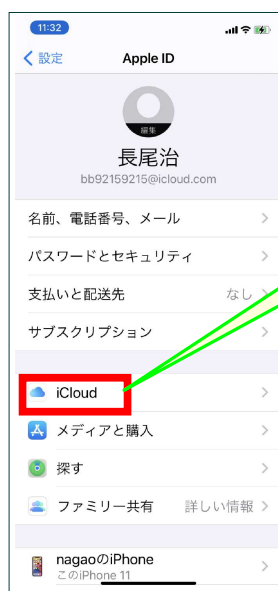 11:32
設定
Apple ID
編集
長尾治
bb92159215@icloud.com
名前、電話番号、メール
パスワードとセキュリティ
支払いと配送先 なし
サブスクリプション
iCloud
メディアと購入
探す
ファミリー共有 詳しい情報
nagaoのiPhone
このiPhone 11